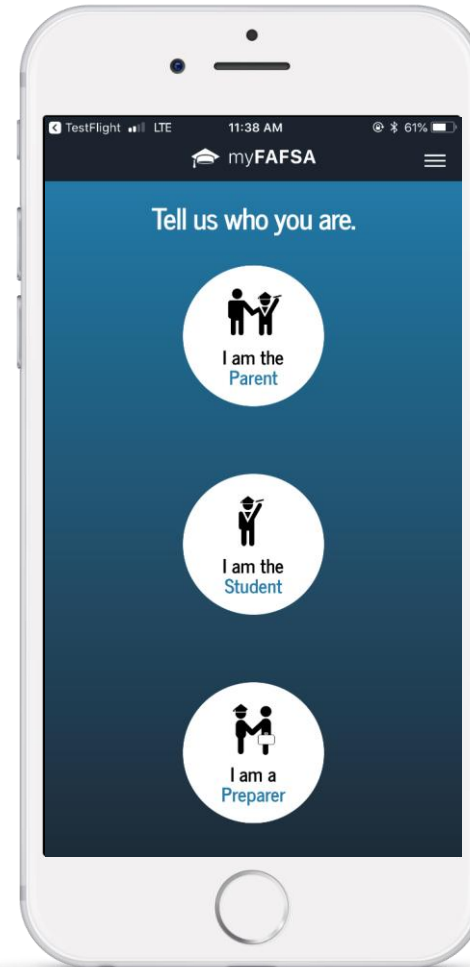 TestFlight LTE 11:38 AM 61%
myFAFSA
Tell us who you are.
I am the
Parent
I am the
Student
I am a
Preparer